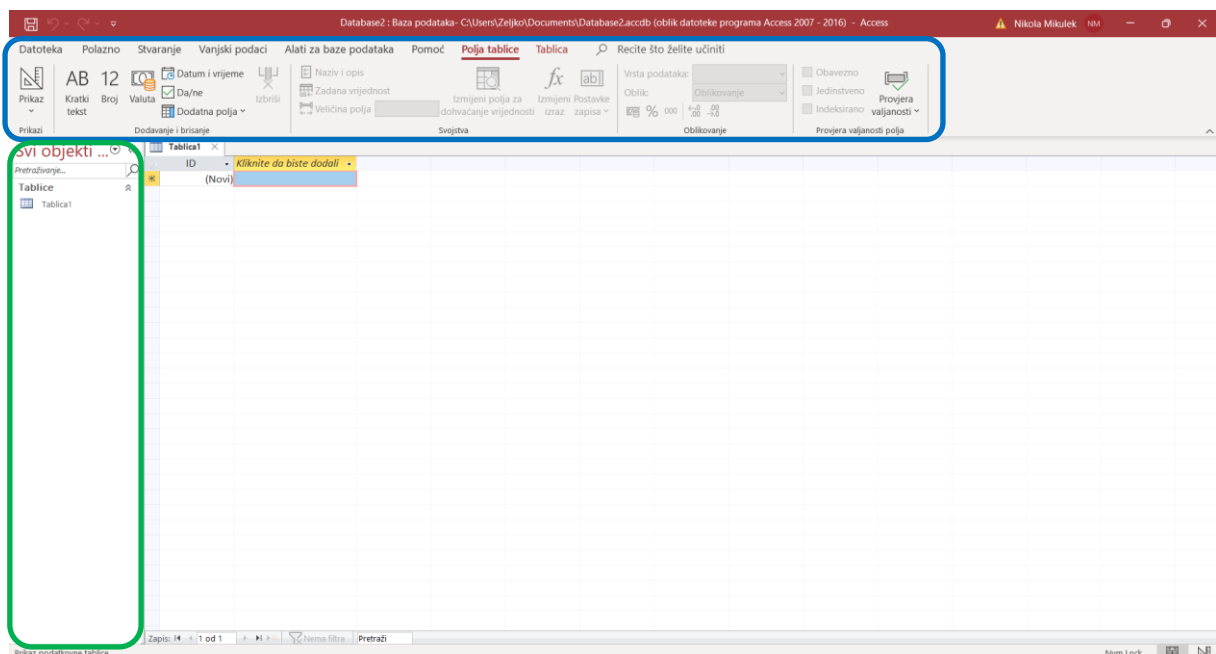 Database2 : Baza podataka- C:\Users\Zeljko\Documents\Database2.accdb (oblik datoteke programa Access 2007 - 2016) - Access
Nikola Mikulek NM
Datoteka Polazno Stvaranje Vanjski podaci Alati za baze podataka Pomoć Polja tablice Tablica Recite što želite učiniti
Prikaz
Prikazi
AB
Kratki
tekst
12
Broj
Valuta
Datum i vrijeme
Da/ne
Dodatna polja
Izbriši
Dodavanje i brisanje
Naziv i opis
Zadana vrijednost
Veličina polja
Izmijeni polja za
dohvaćanje vrijednosti
fx
Izmijeni
izraz
ab
Postavke
zapisa
Svojstva
Vrsta podataka:
Oblik: Oblikovanje
% 000
Oblikovanje
Obavezno
Jedinstveno
Indeksirano
Provjera
valjanosti
Provjera valjanosti polja
Svi objekti ...
Pretraživanje...
Tablice
Tablica1
Tablica1
ID Kliknite da biste dodali
(Novi)
Zapis: 1 od 1 Nema filtra Pretraži
Prikaz podatkovne tablice
Num Lock